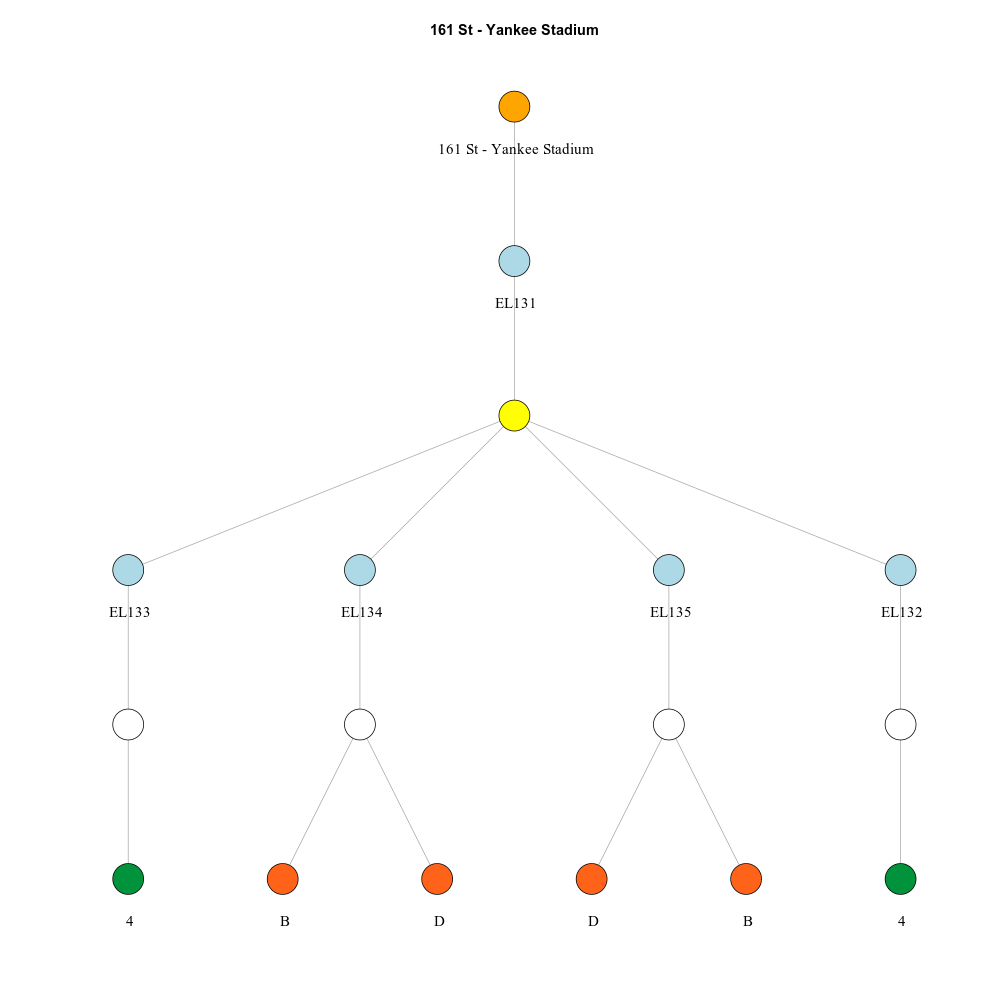 161 St - Yankee Stadium
161 St - Yankee Stadium
EL131
EL133 EL134 EL135 EL132
4 B D D B 4